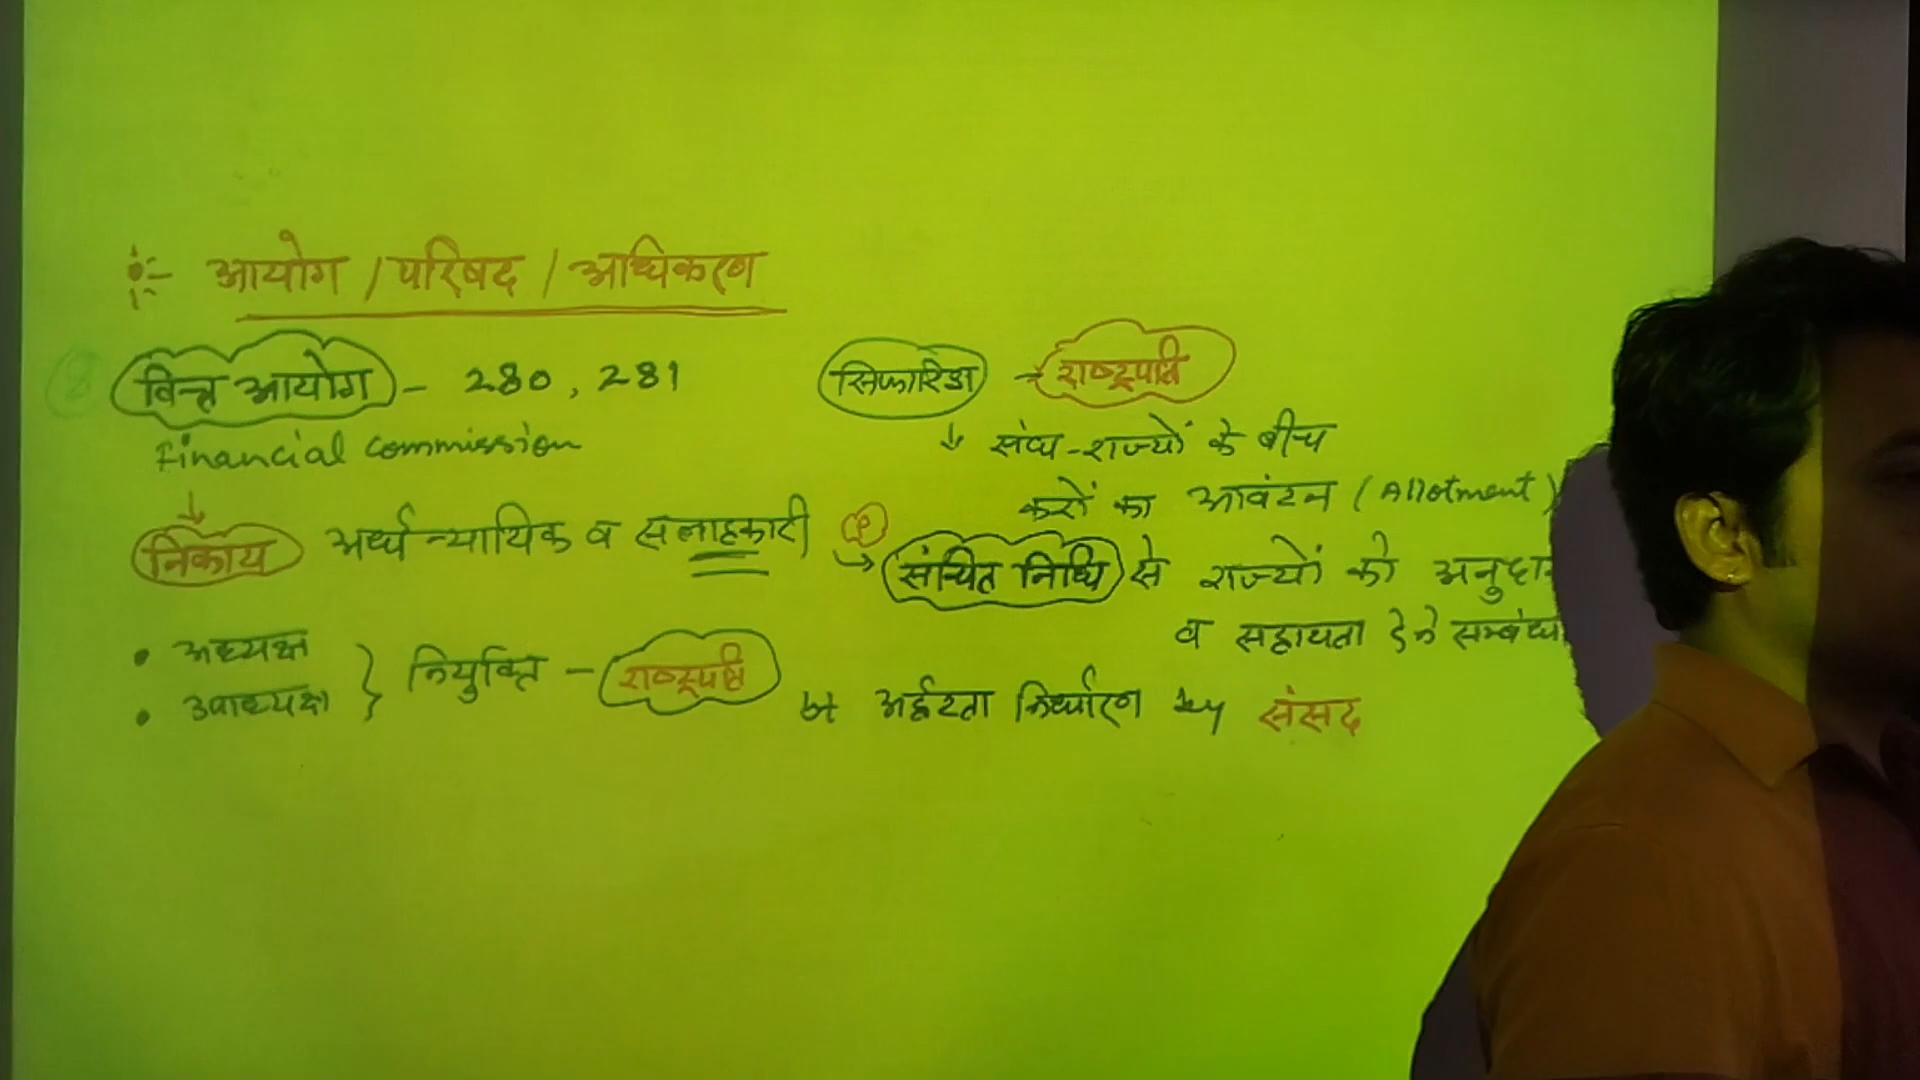 आयोग / परिषद / अधिकरण
वित्त आयोग - 280, 281
Financial Commission
निकाय अर्ध न्यायिक व सलाहकारी
• अध्यक्ष
• उपाध्यक्ष } नियुक्ति - राष्ट्रपति
सिफारिश → राष्ट्रपति
↓ संघ-राज्यों के बीच
करों का आवंटन (Allotment)
→ संचित निधि से राज्यों को
व सहायता देने
अर्हता निर्धारण by संसद